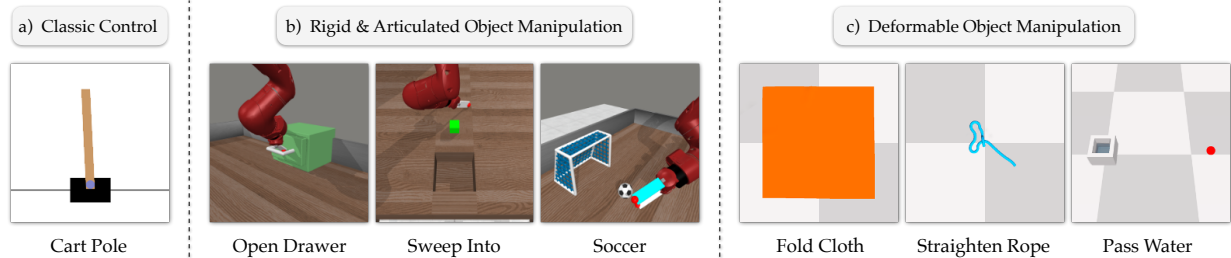 a) Classic Control
b) Rigid & Articulated Object Manipulation
c) Deformable Object Manipulation
Cart Pole
Open Drawer
Sweep Into
Soccer
Fold Cloth
Straighten Rope
Pass Water